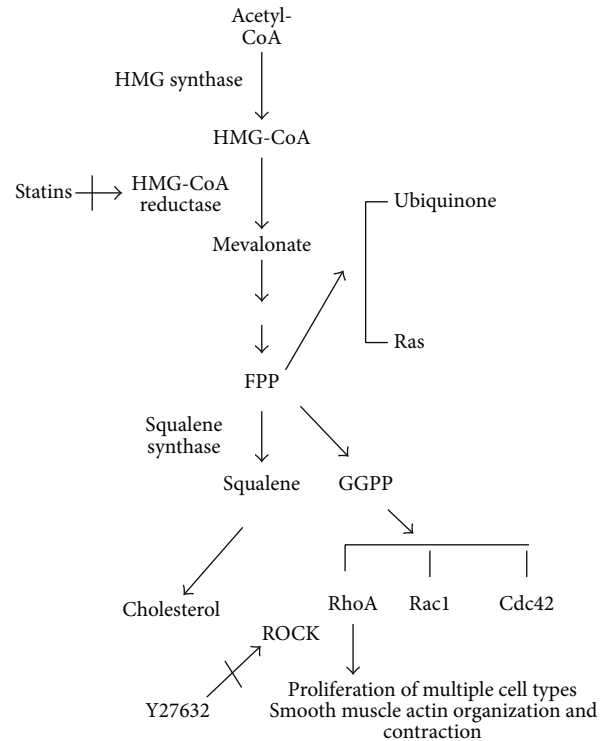 Acetyl-
CoA
HMG synthase
HMG-CoA
Statins
HMG-CoA
reductase
Mevalonate
Ubiquinone
Ras
FPP
Squalene
synthase
Squalene
GGPP
Cholesterol
RhoA
Rac1
Cdc42
ROCK
Y27632
Proliferation of multiple cell types
Smooth muscle actin organization and
contraction